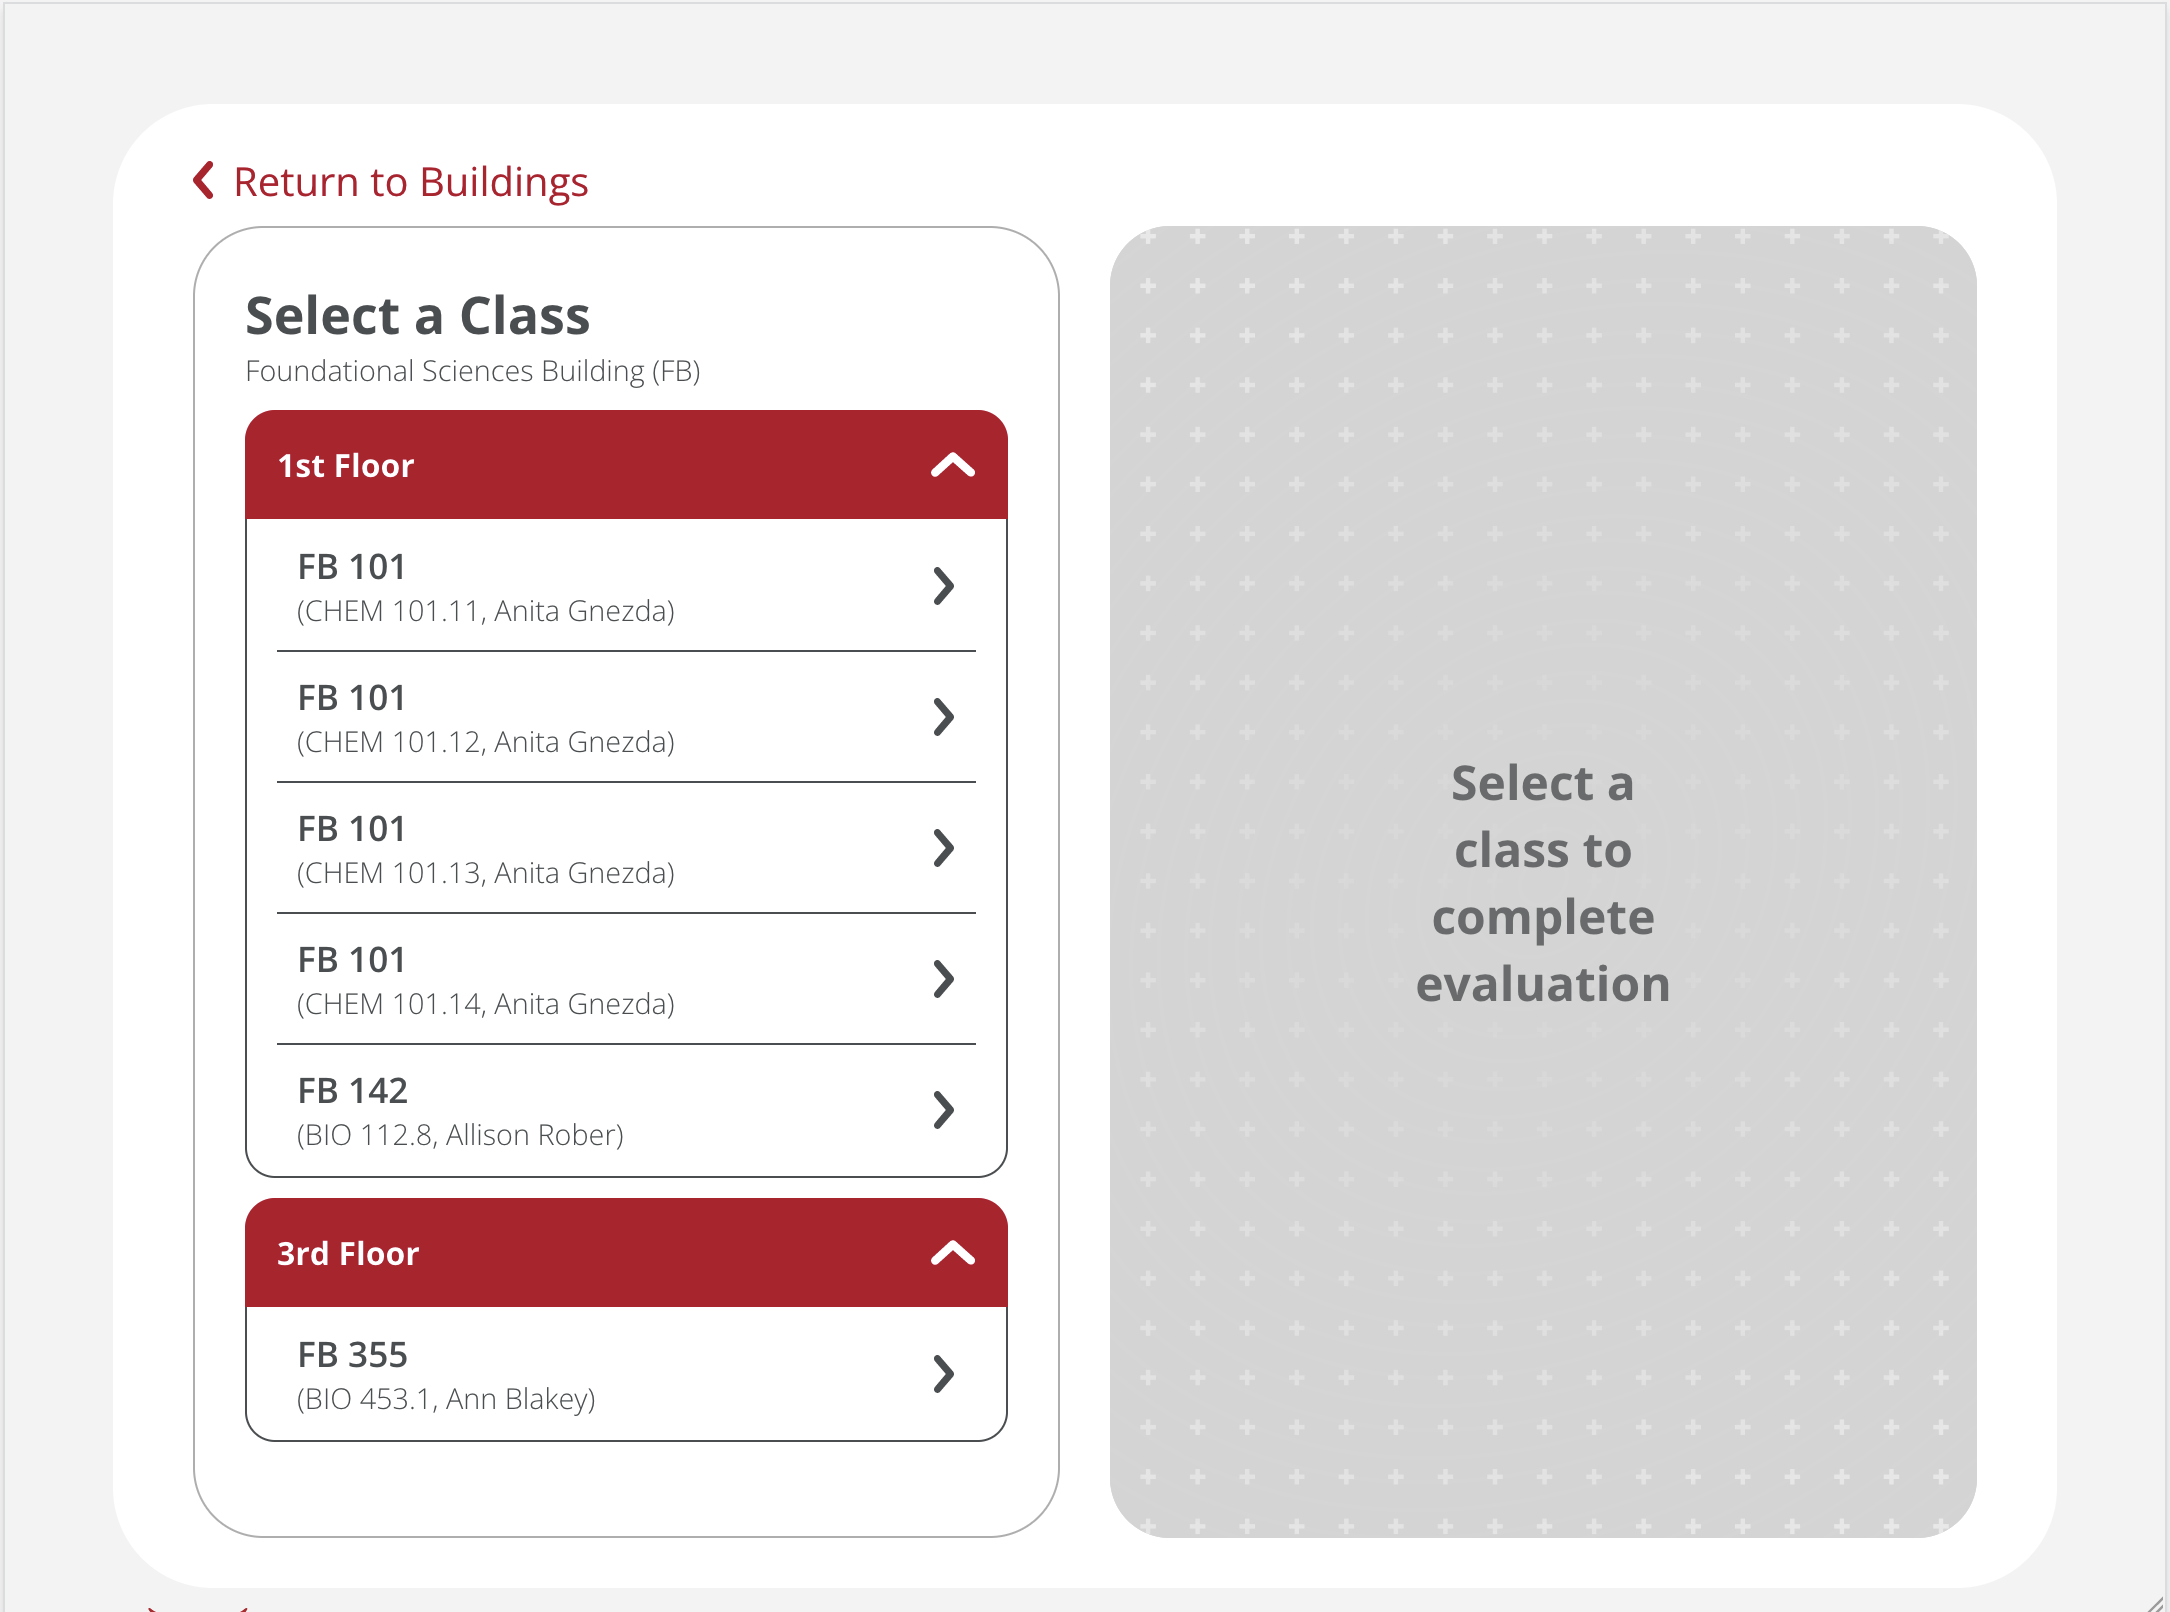 Return to Buildings
Select a Class
Foundational Sciences Building (FB)
1st Floor
FB 101
(CHEM 101.11, Anita Gnezda)
FB 101
(CHEM 101.12, Anita Gnezda)
FB 101
(CHEM 101.13, Anita Gnezda)
FB 101
(CHEM 101.14, Anita Gnezda)
FB 142
(BIO 112.8, Allison Rober)
3rd Floor
FB 355
(BIO 453.1, Ann Blakey)
Select a
class to
complete
evaluation